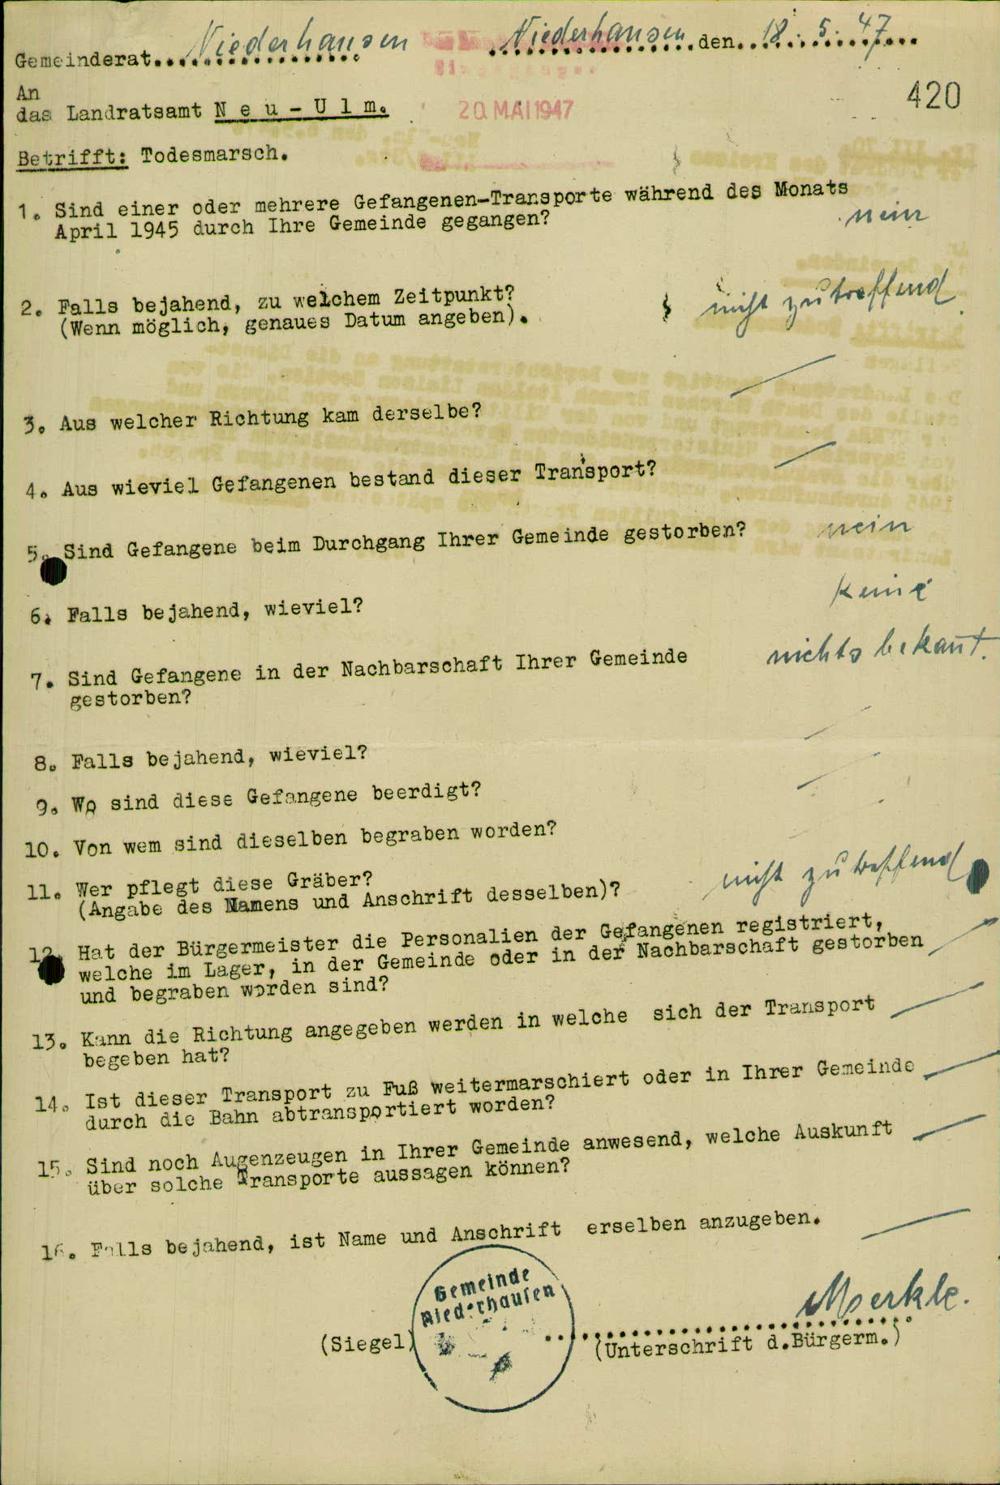 Gemeinderat Niederhausen
Niederhausen, den 18. 5. 47
An
das Landratsamt Neu-Ulm.
20. MAI 1947
420
Betrifft: Todesmarsch.
1. Sind einer oder mehrere Gefangenen-Transporte während des Monats
April 1945 durch Ihre Gemeinde gegangen?
nein
2. Falls bejahend, zu welchem Zeitpunkt?
(Wenn möglich, genaues Datum angeben).
nicht zutreffend
3. Aus welcher Richtung kam derselbe?
4. Aus wieviel Gefangenen bestand dieser Transport?
5. Sind Gefangene beim Durchgang Ihrer Gemeinde gestorben?
nein
6. Falls bejahend, wieviel?
keine
7. Sind Gefangene in der Nachbarschaft Ihrer Gemeinde
gestorben?
nichts bekant.
8. Falls bejahend, wieviel?
9. Wo sind diese Gefangene beerdigt?
10. Von wem sind dieselben begraben worden?
11. Wer pflegt diese Gräber?
(Angabe des Namens und Anschrift desselben)?
nicht zutreffend
12. Hat der Bürgermeister die Personalien der Gefangenen registriert,
welche im Lager, in der Gemeinde oder in der Nachbarschaft gestorben
und begraben worden sind?
13. Kann die Richtung angegeben werden in welche sich der Transport
begeben hat?
14. Ist dieser Transport zu Fuß weitermarschiert oder in Ihrer Gemeinde
durch die Bahn abtransportiert worden?
15. Sind noch Augenzeugen in Ihrer Gemeinde anwesend, welche Auskunft
über solche Transporte aussagen können?
16. Falls bejahend, ist Name und Anschrift erselben anzugeben.
Gemeinde
Niederhausen
Merkle.
(Siegel)
(Unterschrift d.Bürgerm.)